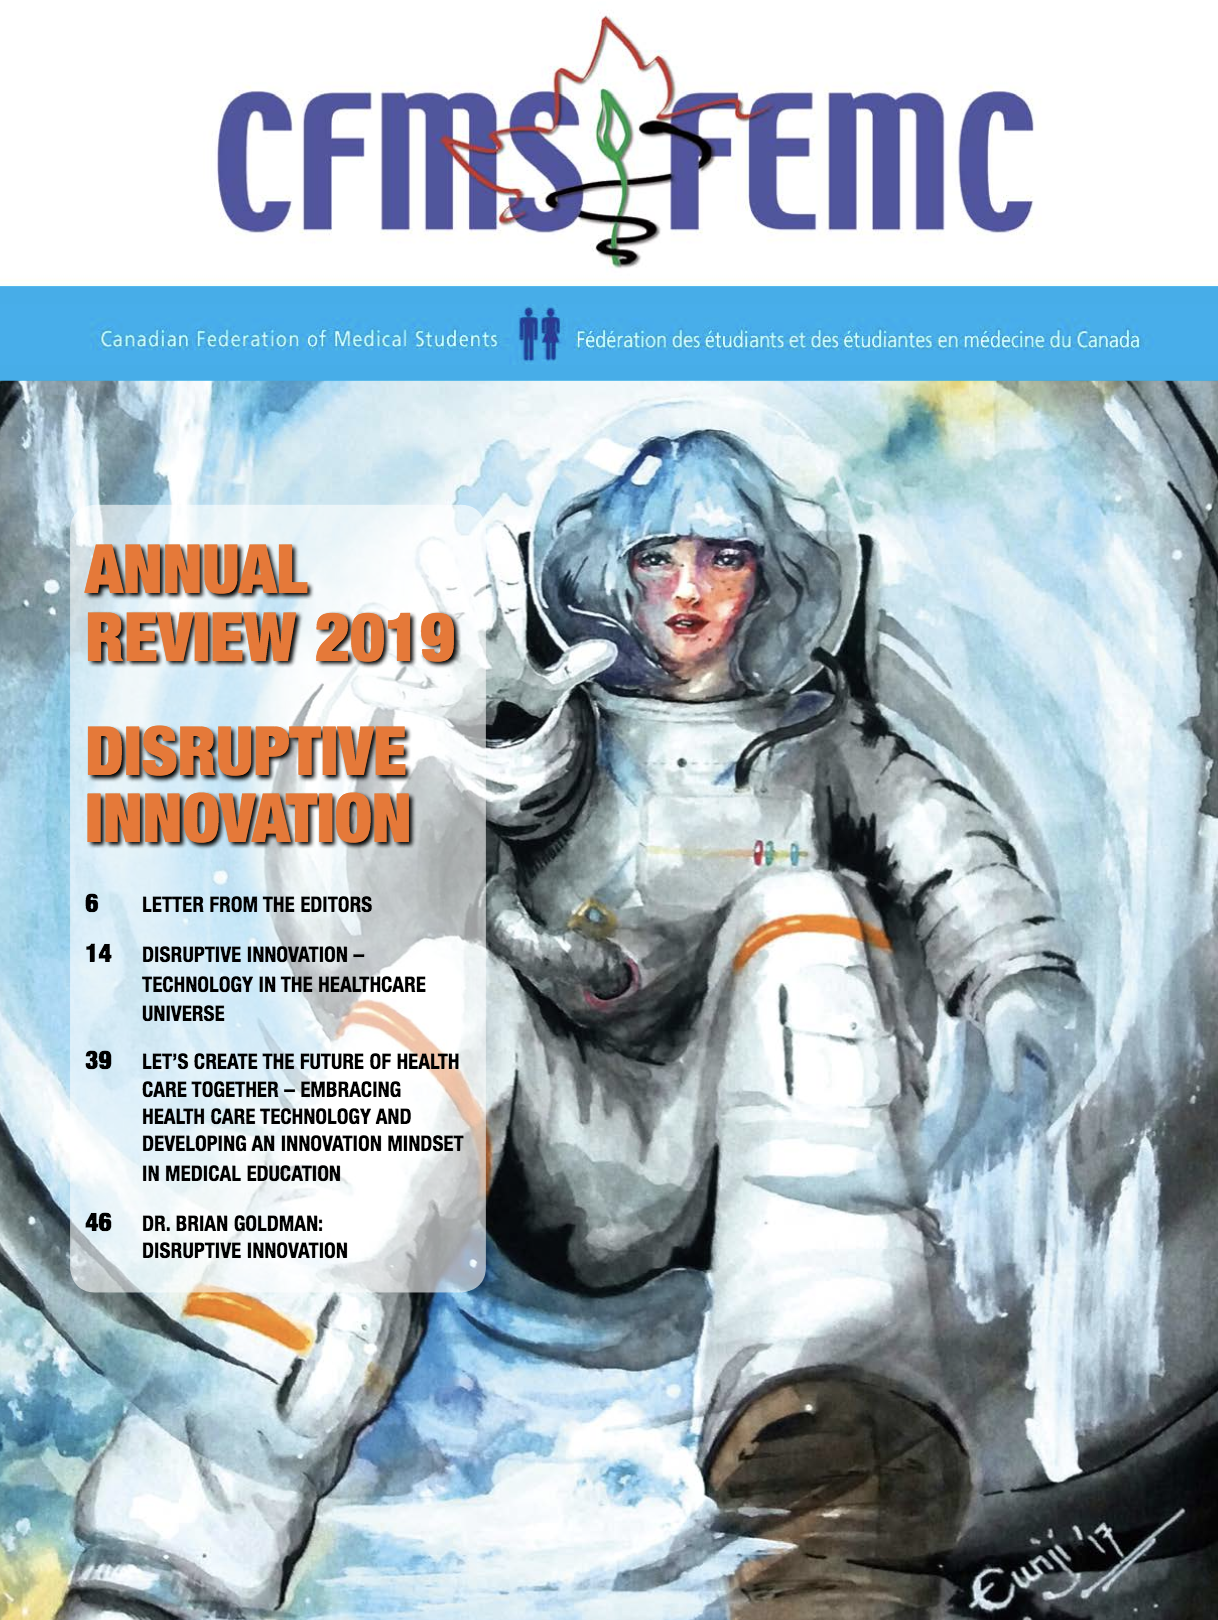 CFMS FEMC
Canadian Federation of Medical Students Fédération des étudiants et des étudiantes en médecine du Canada
ANNUAL
REVIEW 2019
DISRUPTIVE
INNOVATION
6 LETTER FROM THE EDITORS
14 DISRUPTIVE INNOVATION –
TECHNOLOGY IN THE HEALTHCARE
UNIVERSE
39 LET’S CREATE THE FUTURE OF HEALTH
CARE TOGETHER – EMBRACING
HEALTH CARE TECHNOLOGY AND
DEVELOPING AN INNOVATION MINDSET
IN MEDICAL EDUCATION
46 DR. BRIAN GOLDMAN:
DISRUPTIVE INNOVATION
Eunji '17